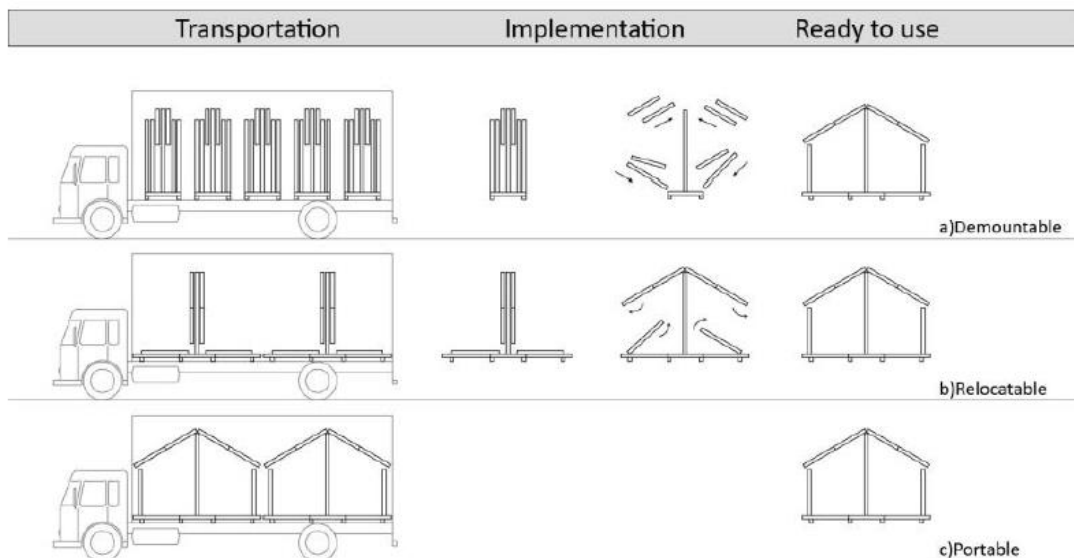 Transportation Implementation Ready to use
a)Demountable
b)Relocatable
c)Portable